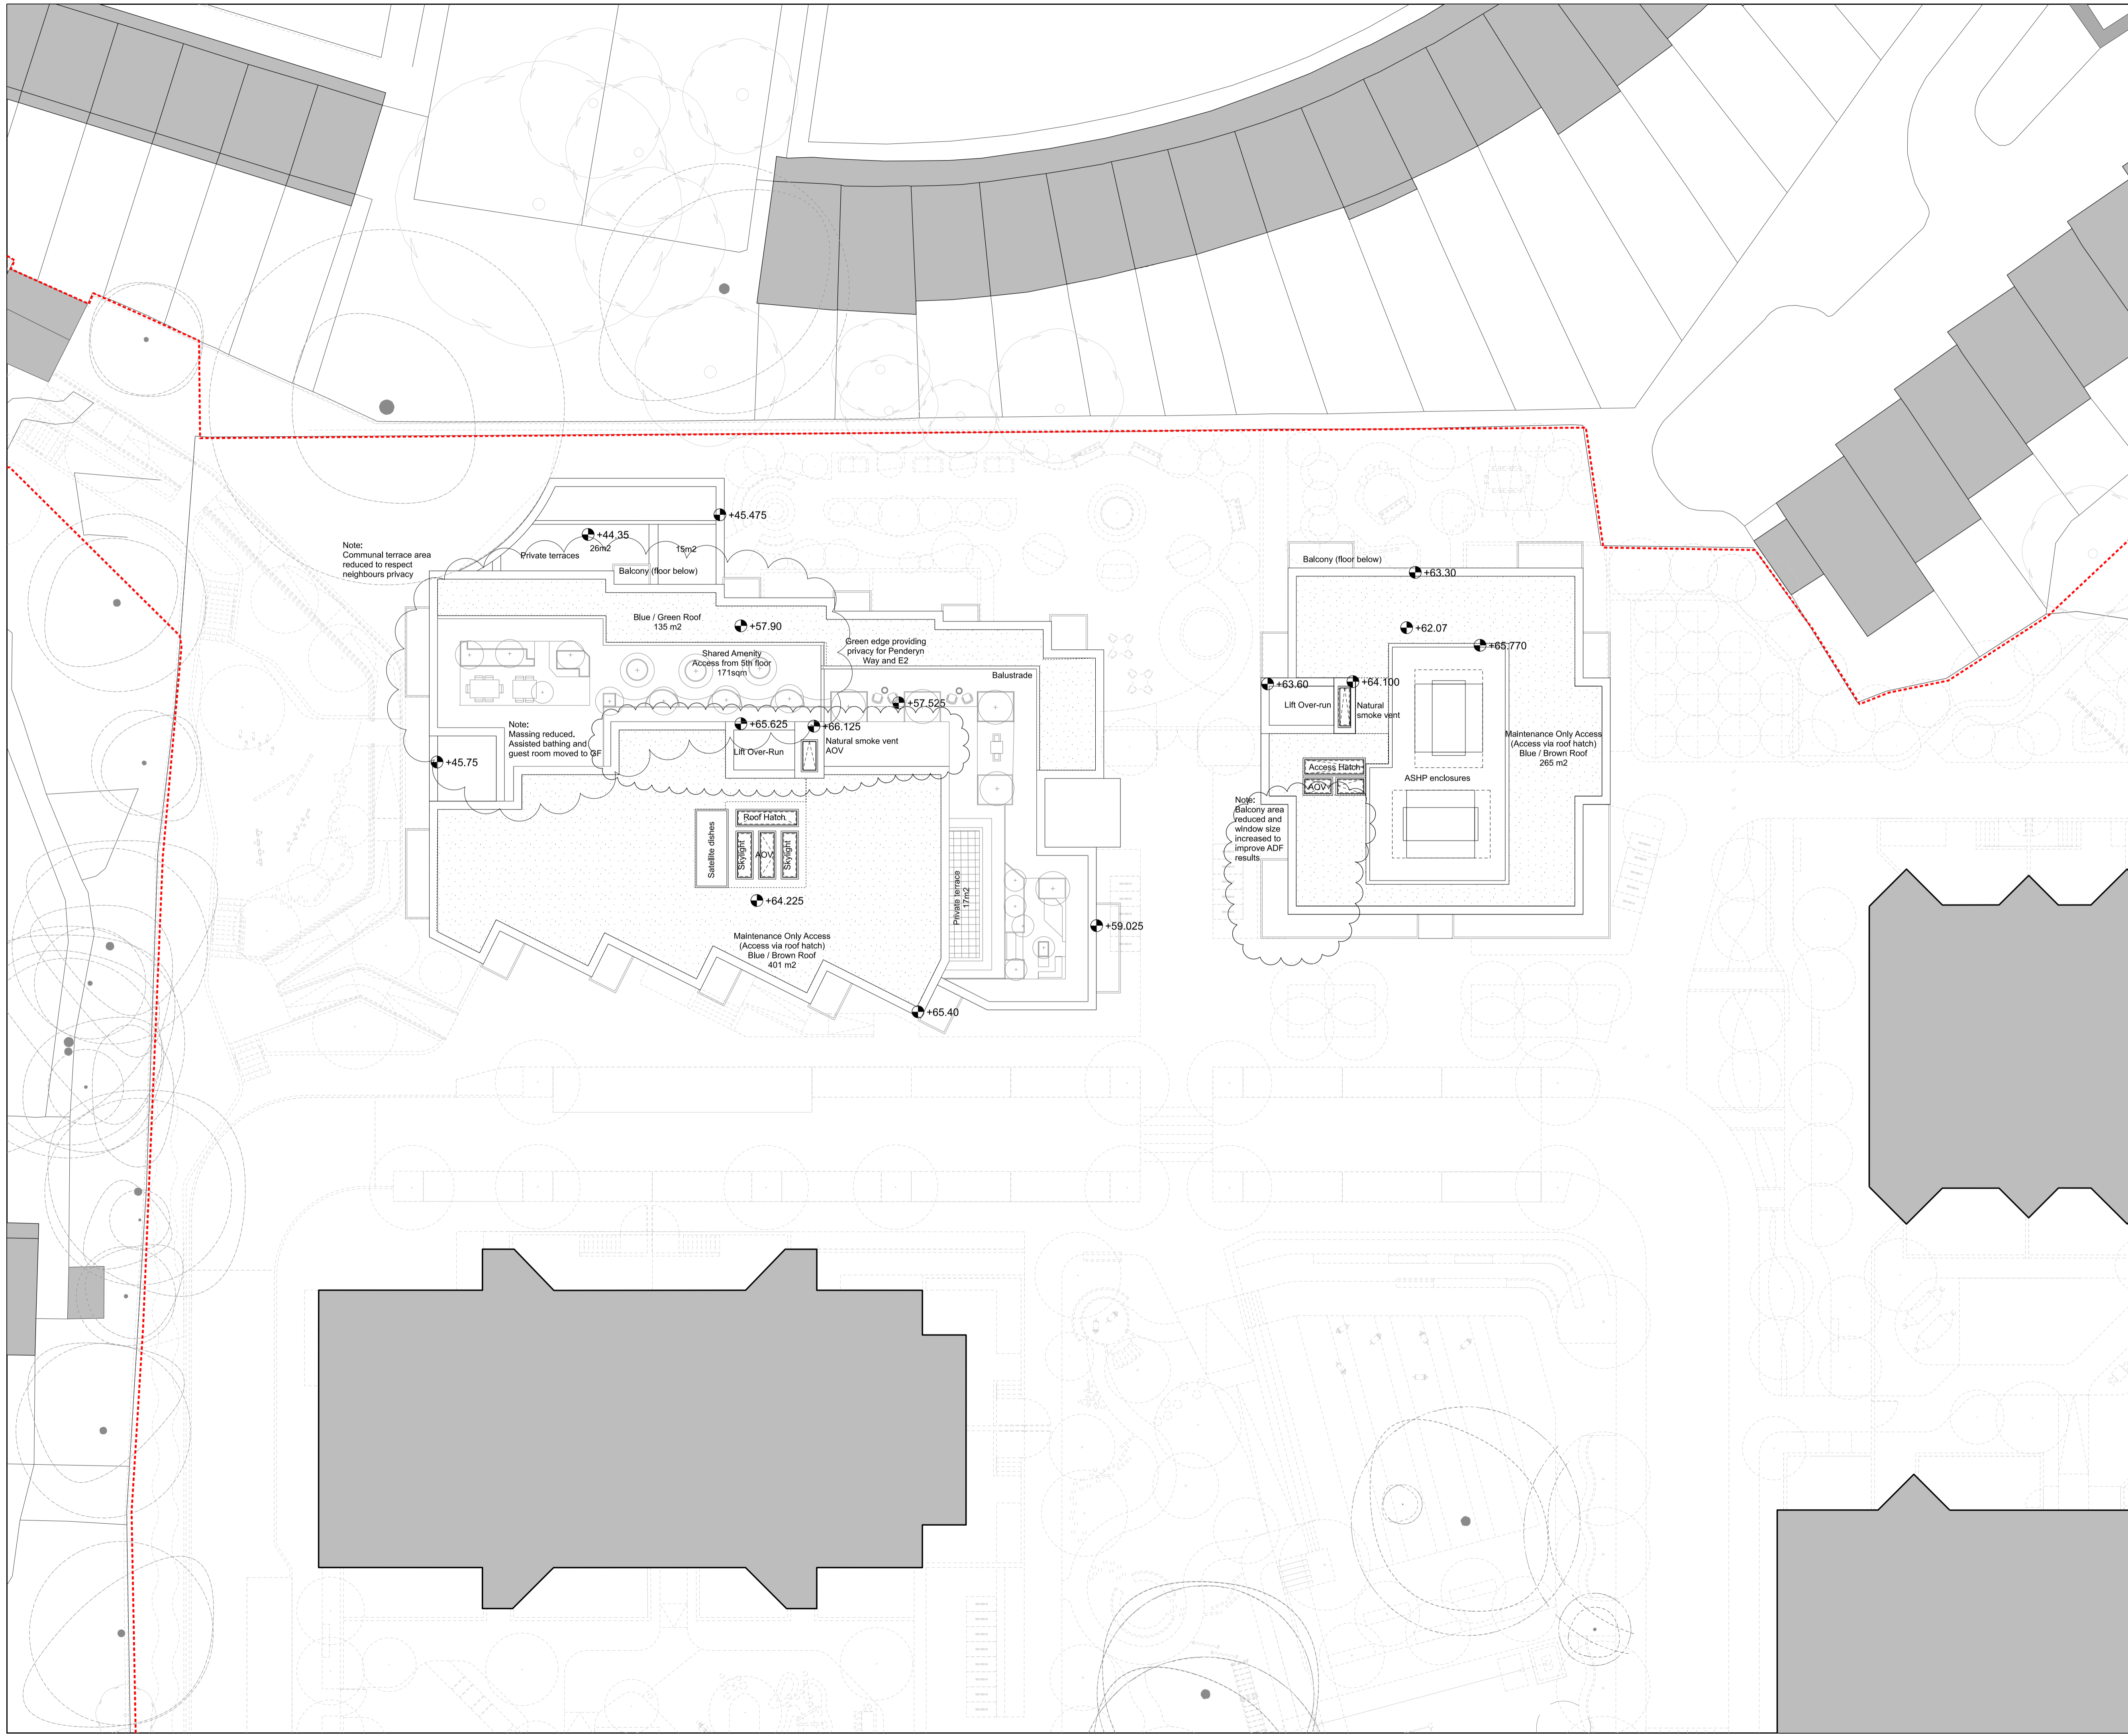 +45.475
+44.35
26m2
15m2
Private terraces
Balcony (floor below)
Note:
Communal terrace area
reduced to respect
neighbours privacy
Blue / Green Roof
135 m2
+57.90
Green edge providing
privacy for Penderyn
Way and E2
Shared Amenity
Access from 5th floor
171sqm
Balustrade
+57.525
Note:
Massing reduced.
Assisted bathing and
guest room moved to GF
+65.625
+66.125
Lift Over-Run
Natural smoke vent
AOV
+45.75
Satellite dishes
Roof Hatch
Skylight
AOV
Skylight
+64.225
Private terrace
17m2
+59.025
Maintenance Only Access
(Access via roof hatch)
Blue / Brown Roof
401 m2
+65.40
Balcony (floor below)
+63.30
+62.07
+65.770
+63.60
+64.100
Lift Over-run
Natural
smoke vent
Maintenance Only Access
(Access via roof hatch)
Blue / Brown Roof
265 m2
Access Hatch
AOV
ASHP enclosures
Note:
Balcony area
reduced and
window size
increased to
improve ADF
results